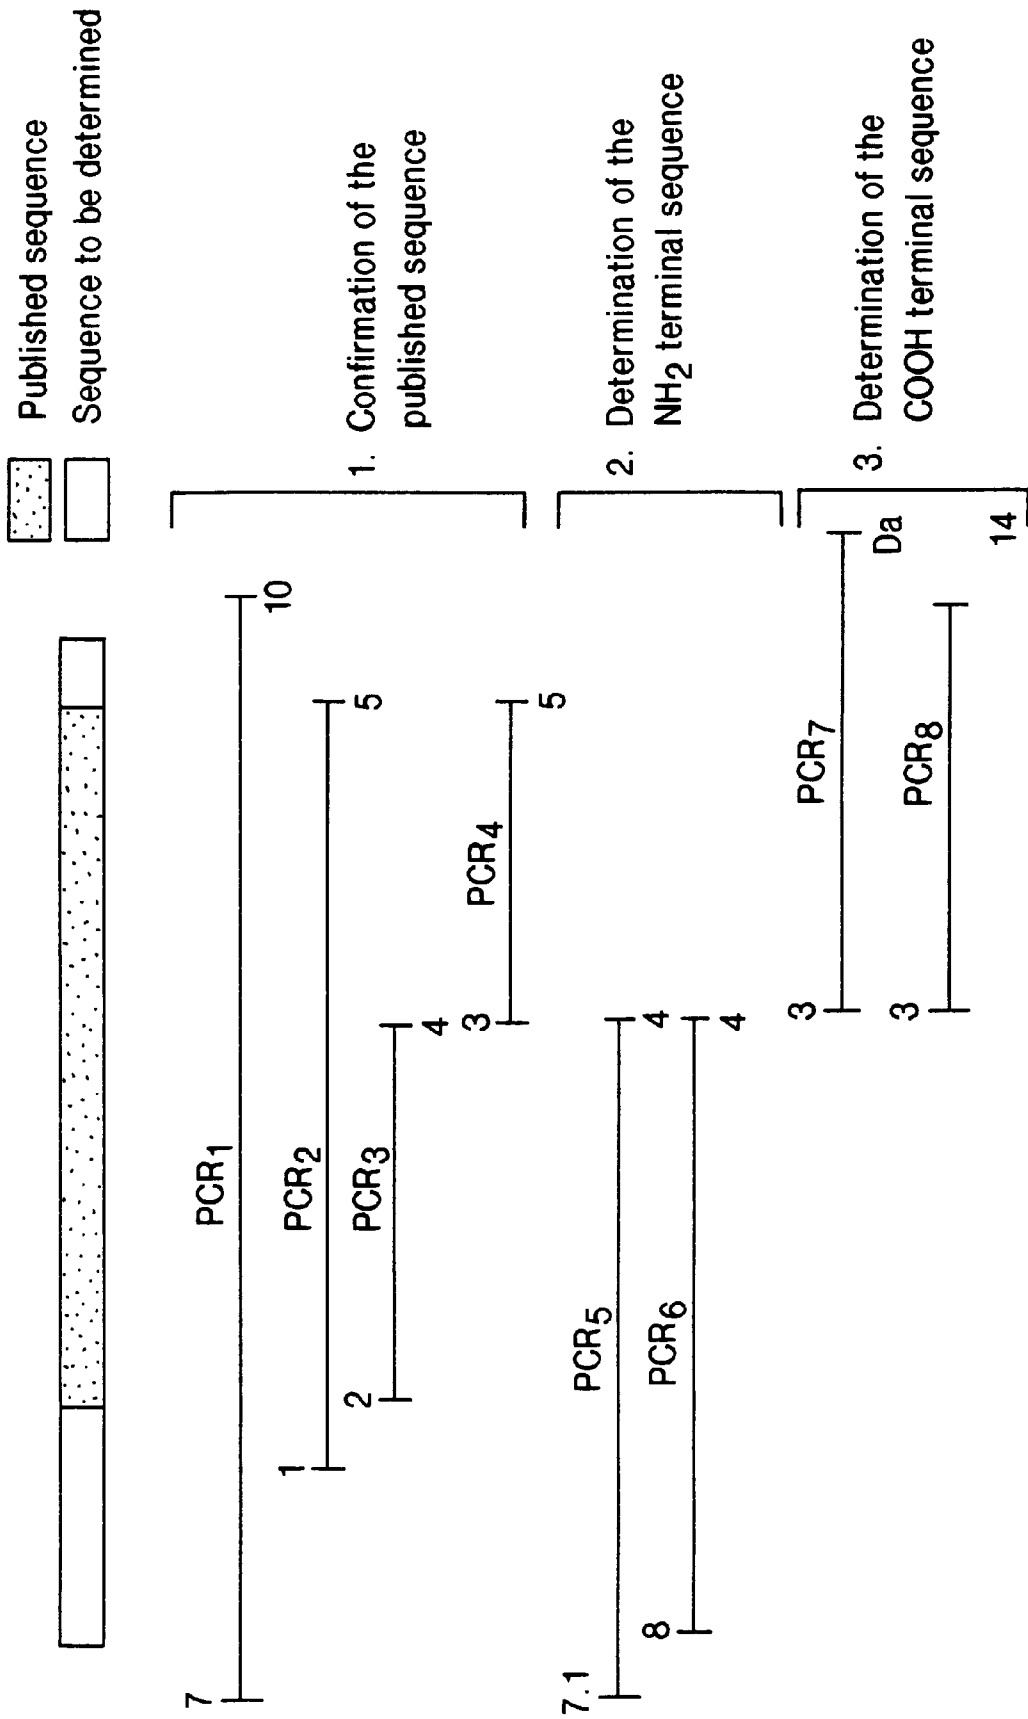 Published sequence
Sequence to be determined
7
PCR1
10
1
PCR2
5
2
PCR3
4
3
PCR4
5
1. Confirmation of the
published sequence
7.1
PCR5
4
8
PCR6
4
2. Determination of the
NH2 terminal sequence
3
PCR7
Da
3
PCR8
14
3. Determination of the
COOH terminal sequence